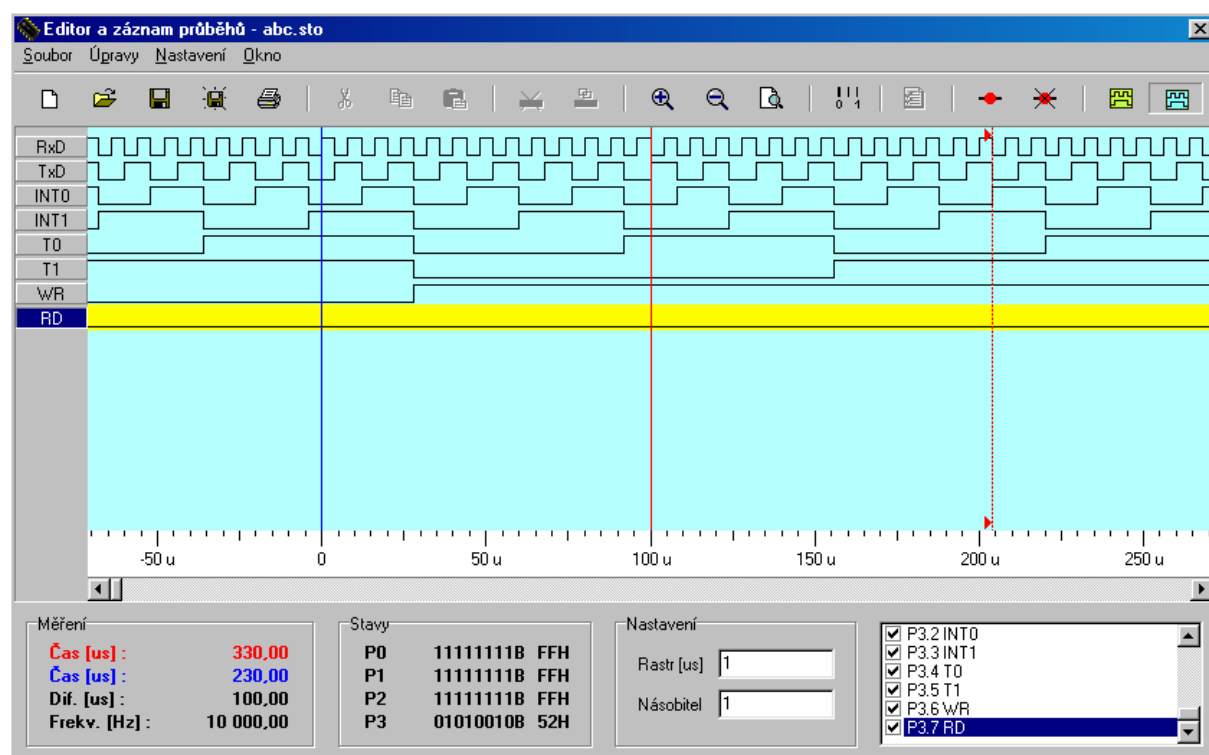 Editor a záznam průběhů - abc.sto
Soubor Úpravy Nastavení Okno
RxD
TxD
INT0
INT1
T0
T1
WR
RD
-50 u 0 50 u 100 u 150 u 200 u 250 u
Měření
Čas [us] : 330,00
Čas [us] : 230,00
Dif. [us] : 100,00
Frekv. [Hz] : 10 000,00
Stavy
P0 11111111B FFH
P1 11111111B FFH
P2 11111111B FFH
P3 01010010B 52H
Nastavení
Rastr [us] 1
Násobitel 1
P3.2 INT0
P3.3 INT1
P3.4 T0
P3.5 T1
P3.6 WR
P3.7 RD